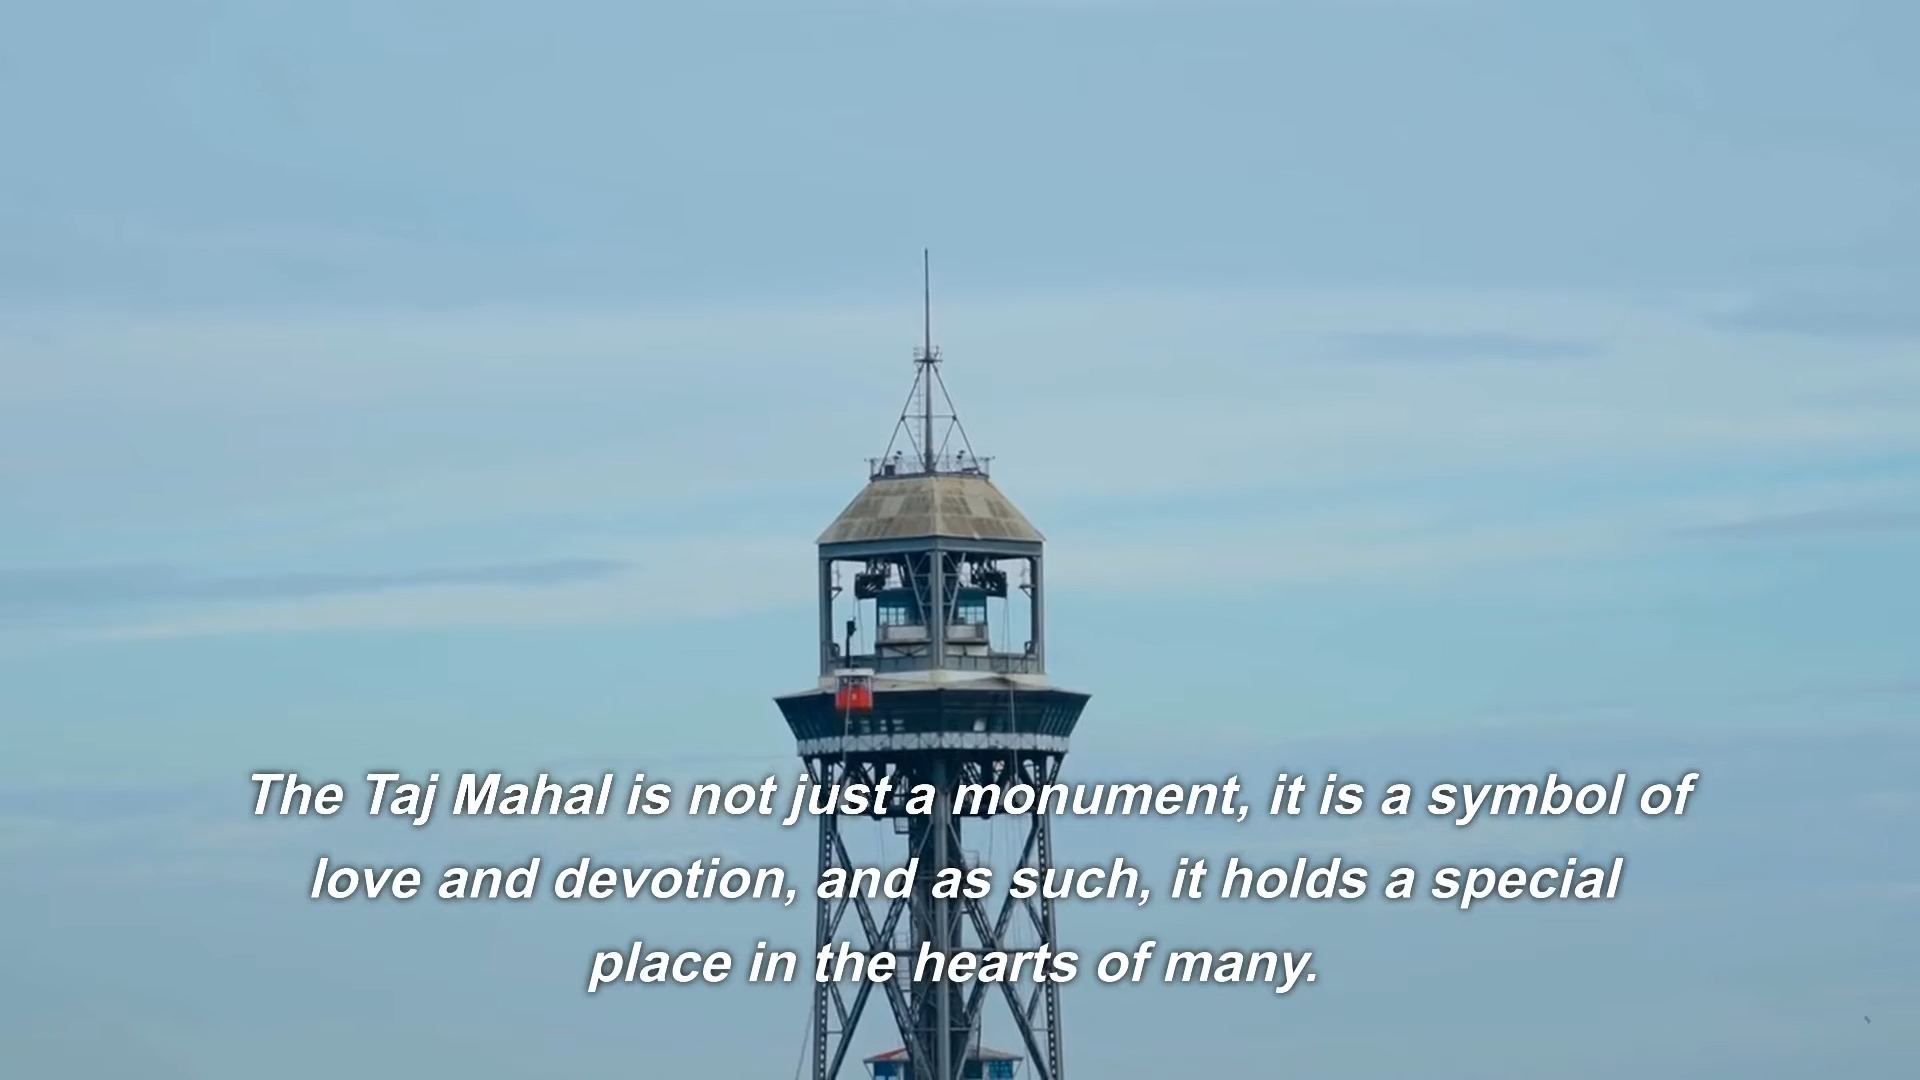 The Taj Mahal is not just a monument, it is a symbol of
love and devotion, and as such, it holds a special
place in the hearts of many.